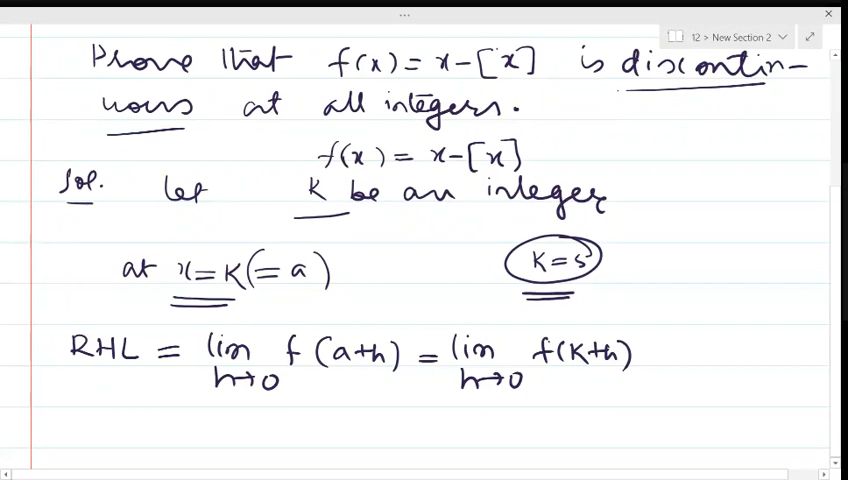 12 > New Section 2
Prove that f(x) = x-[x] is discontin-
uous at all integers.
f(x) = x-[x]
Sol. let K be an integer
at x=K(=a) K=5
RHL = lim h→0 f(a+h) = lim h→0 f(K+h)